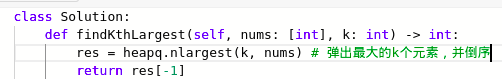 class Solution:
    def findKthLargest(self, nums: [int], k: int) -> int:
        res = heapq.nlargest(k, nums) # 弹出最大的k个元素，并倒序
        return res[-1]